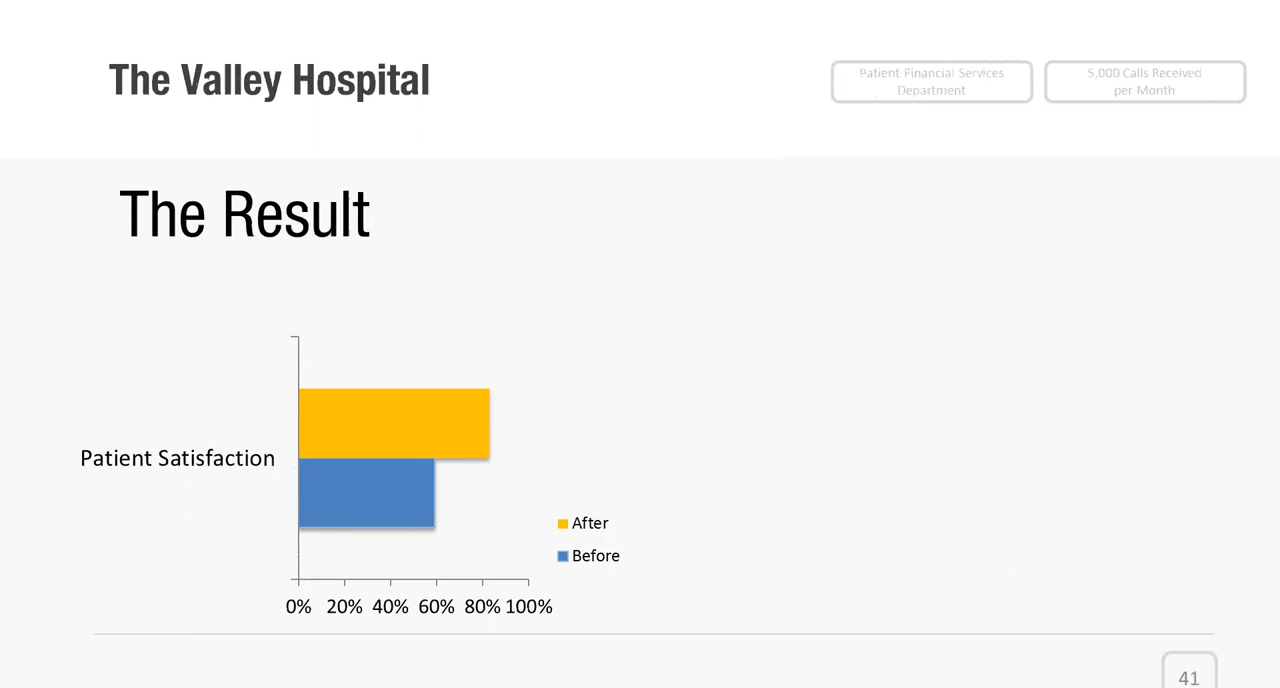 The Valley Hospital
Patient Financial Services
Department
5,000 Calls Received
per Month
The Result
Patient Satisfaction
After
Before
0% 20% 40% 60% 80% 100%
41